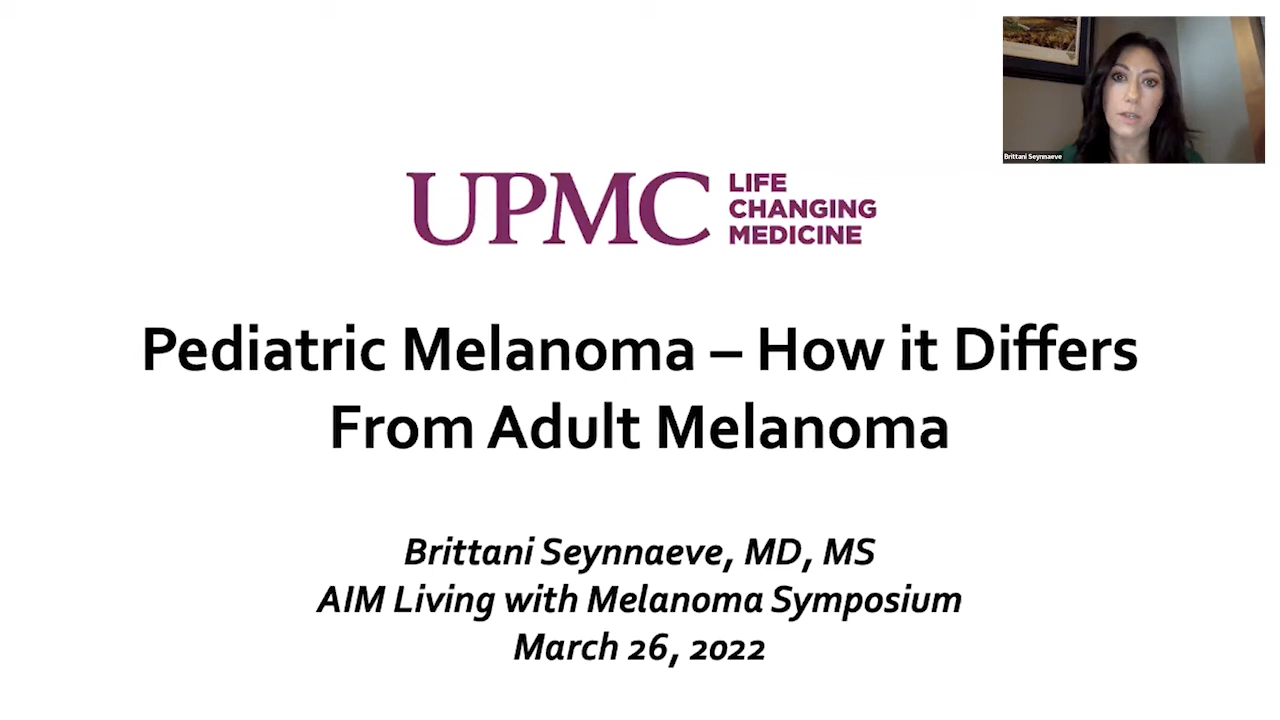 Brittani Seynnaeve
UPMC
LIFE
CHANGING
MEDICINE
Pediatric Melanoma – How it Differs
From Adult Melanoma
Brittani Seynnaeve, MD, MS
AIM Living with Melanoma Symposium
March 26, 2022